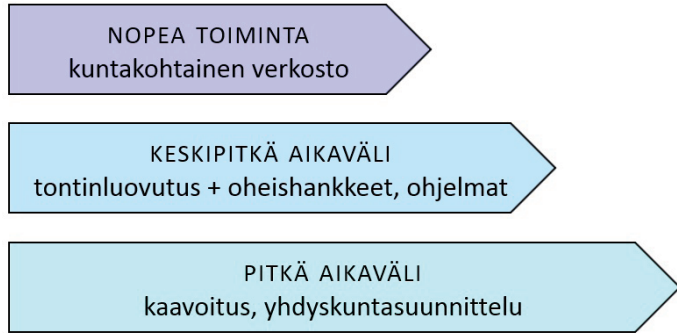 NOPEA TOIMINTA
kuntakohtainen verkosto
KESKIPITKÄ AIKAVÄLI
tontinluovutus + oheishankkeet, ohjelmat
PITKÄ AIKAVÄLI
kaavoitus, yhdyskuntasuunnittelu